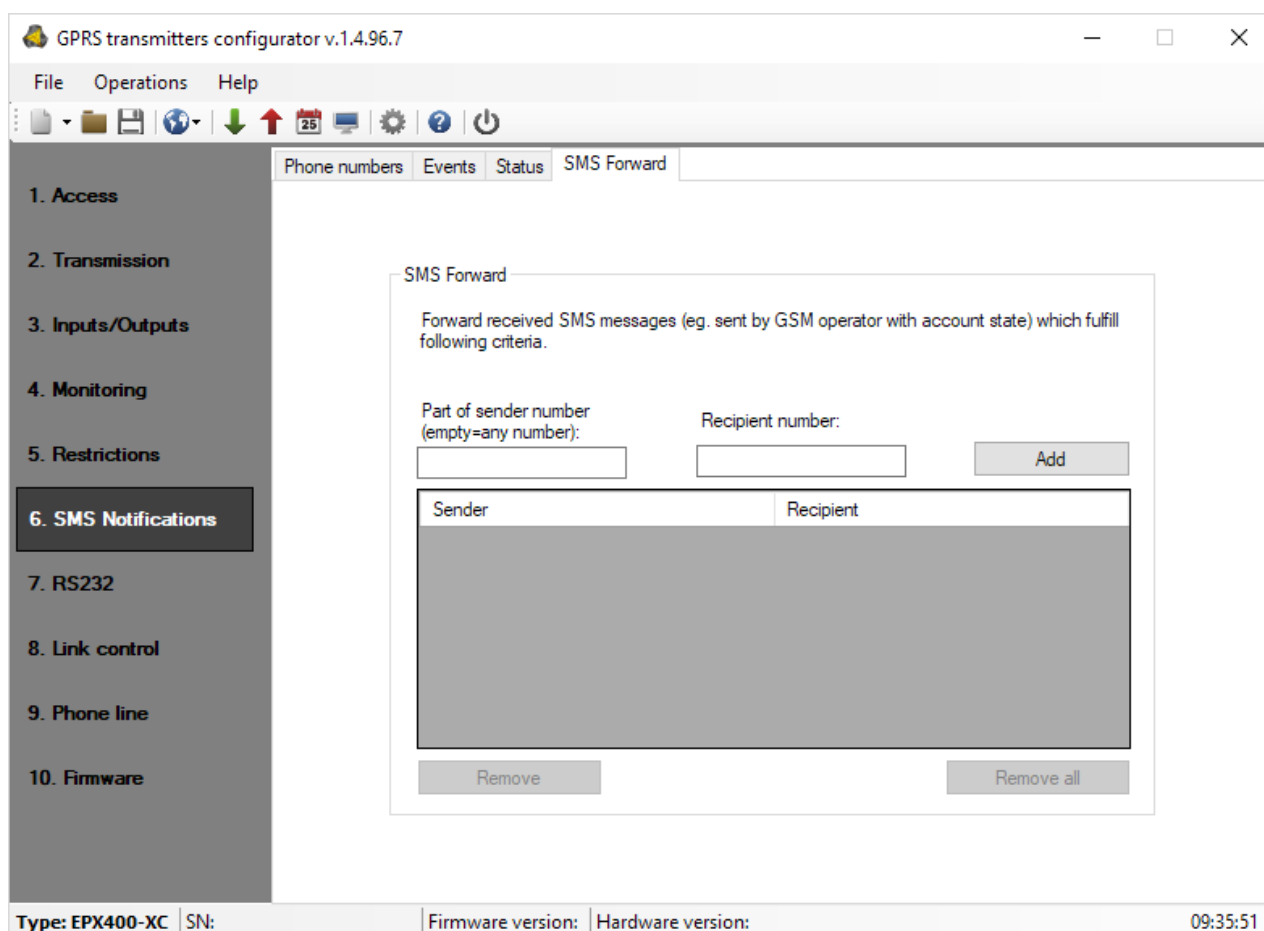 GPRS transmitters configurator v.1.4.96.7
File Operations Help
25
Phone numbers Events Status SMS Forward
1. Access
2. Transmission
3. Inputs/Outputs
4. Monitoring
5. Restrictions
6. SMS Notifications
7. RS232
8. Link control
9. Phone line
10. Firmware
SMS Forward
Forward received SMS messages (eg. sent by GSM operator with account state) which fulfill
following criteria.
Part of sender number
(empty=any number):
Recipient number:
Add
Sender Recipient
Remove Remove all
Type: EPX400-XC SN: Firmware version: Hardware version: 09:35:51